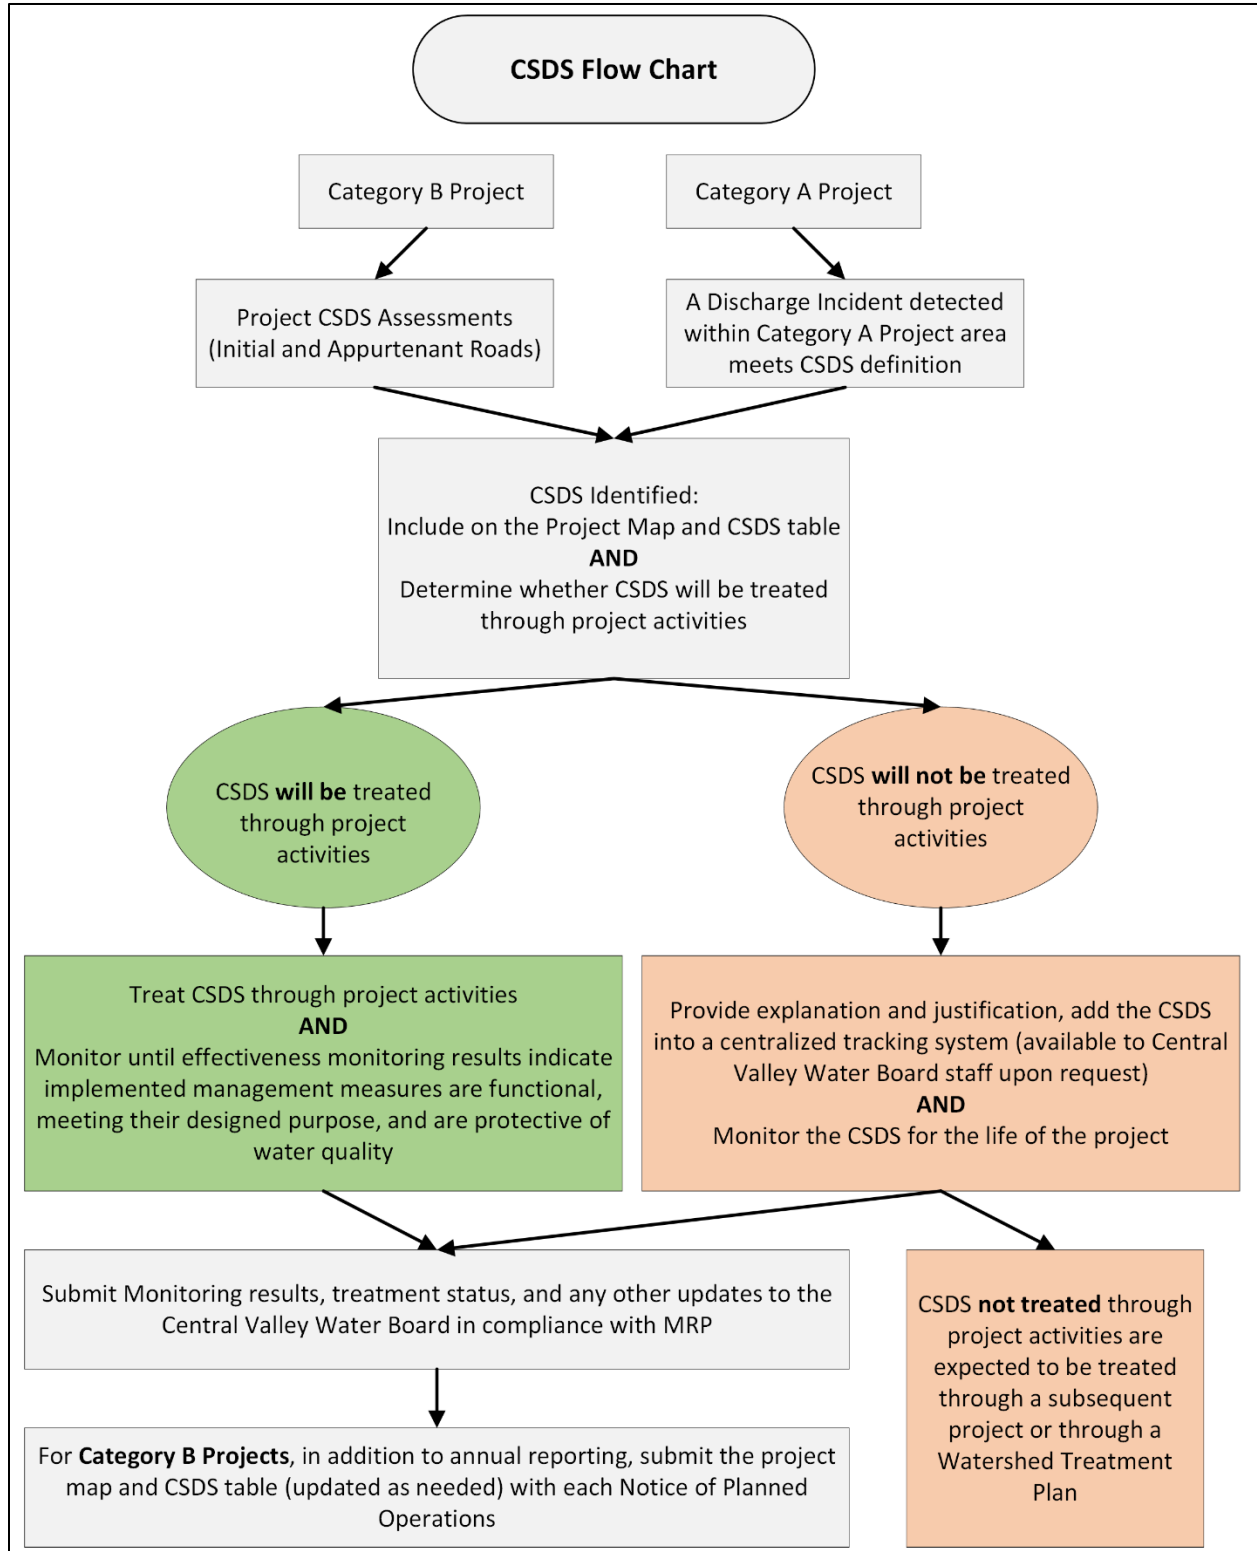 CSDS Flow Chart
Category B Project
Category A Project
Project CSDS Assessments
(Initial and Appurtenant Roads)
A Discharge Incident detected
within Category A Project area
meets CSDS definition
CSDS Identified:
Include on the Project Map and CSDS table
AND
Determine whether CSDS will be treated
through project activities
CSDS will be treated
through project
activities
CSDS will not be treated
through project
activities
Treat CSDS through project activities
AND
Monitor until effectiveness monitoring results indicate
implemented management measures are functional,
meeting their designed purpose, and are protective of
water quality
Provide explanation and justification, add the CSDS
into a centralized tracking system (available to Central
Valley Water Board staff upon request)
AND
Monitor the CSDS for the life of the project
Submit Monitoring results, treatment status, and any other updates to the
Central Valley Water Board in compliance with MRP
CSDS not treated through
project activities are
expected to be treated
through a subsequent
project or through a
Watershed Treatment
Plan
For Category B Projects, in addition to annual reporting, submit the project
map and CSDS table (updated as needed) with each Notice of Planned
Operations